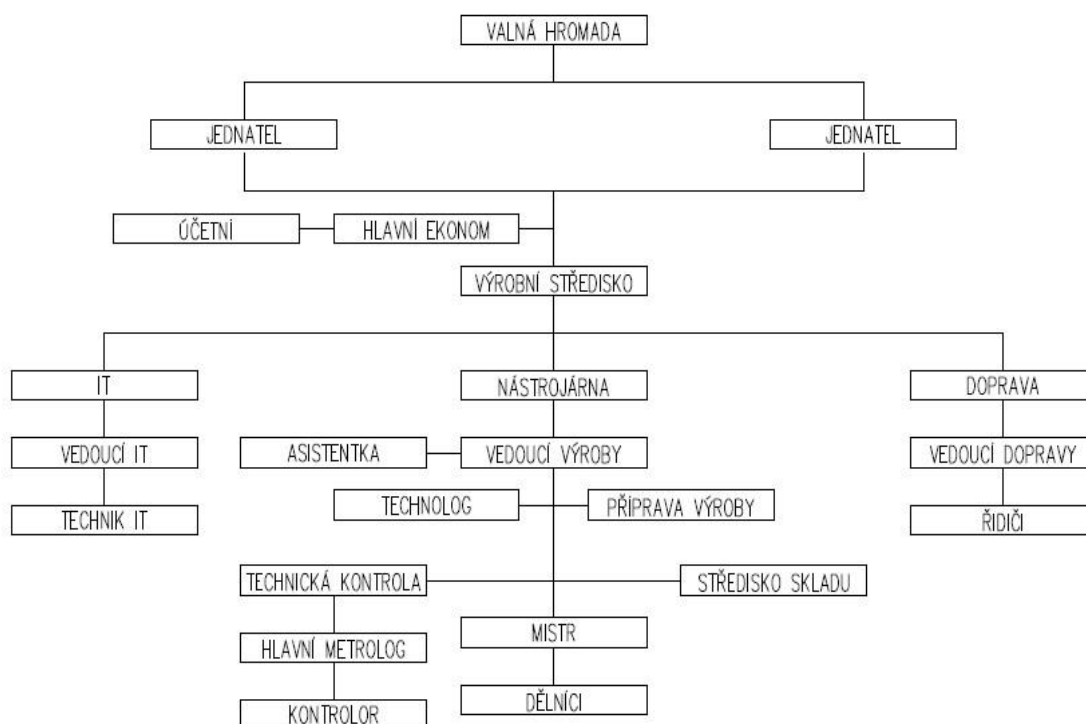 VALNÁ HROMADA
JEDNATEL
JEDNATEL
ÚČETNÍ
HLAVNÍ EKONOM
VÝROBNÍ STŘEDISKO
IT
NÁSTROJÁRNA
DOPRAVA
VEDOUCÍ IT
ASISTENTKA
VEDOUCÍ VÝROBY
VEDOUCÍ DOPRAVY
TECHNIK IT
TECHNOLOG
PŘÍPRAVA VÝROBY
ŘIDIČI
TECHNICKÁ KONTROLA
STŘEDISKO SKLADU
HLAVNÍ METROLOG
MISTR
KONTROLOR
DĚLNÍCI